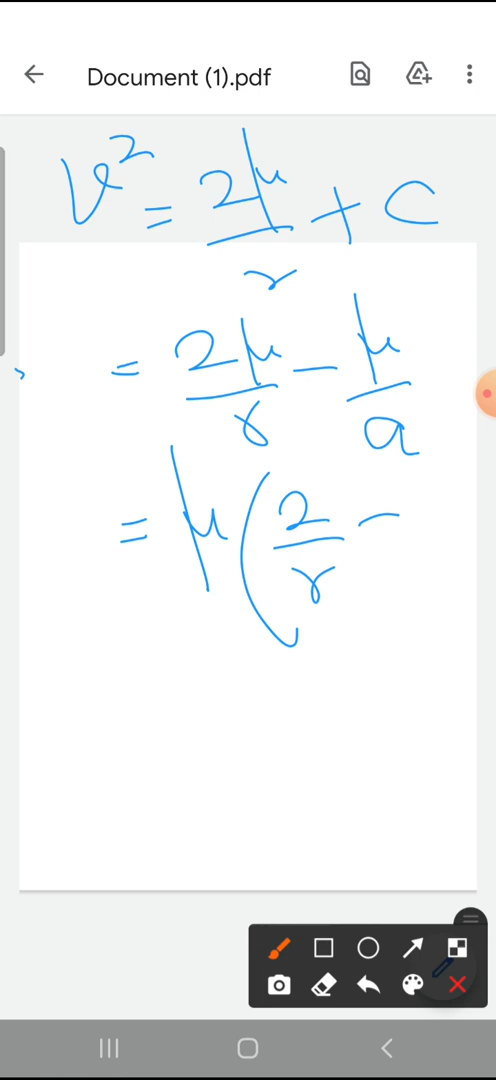 Document (1).pdf
V² = 2μ/r + C
= 2μ/r − μ/a
= μ(2/r −